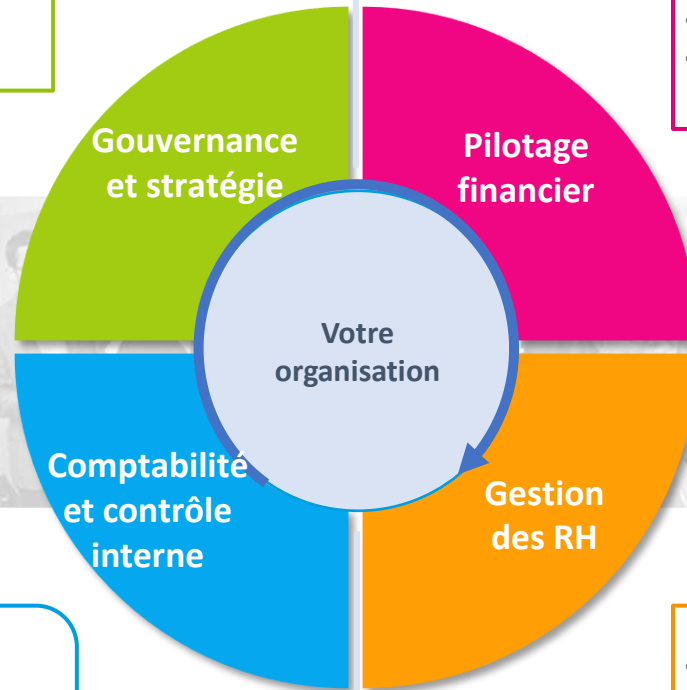 Gouvernance
et stratégie
Pilotage
financier
Votre
organisation
Comptabilité
et contrôle
interne
Gestion
des RH